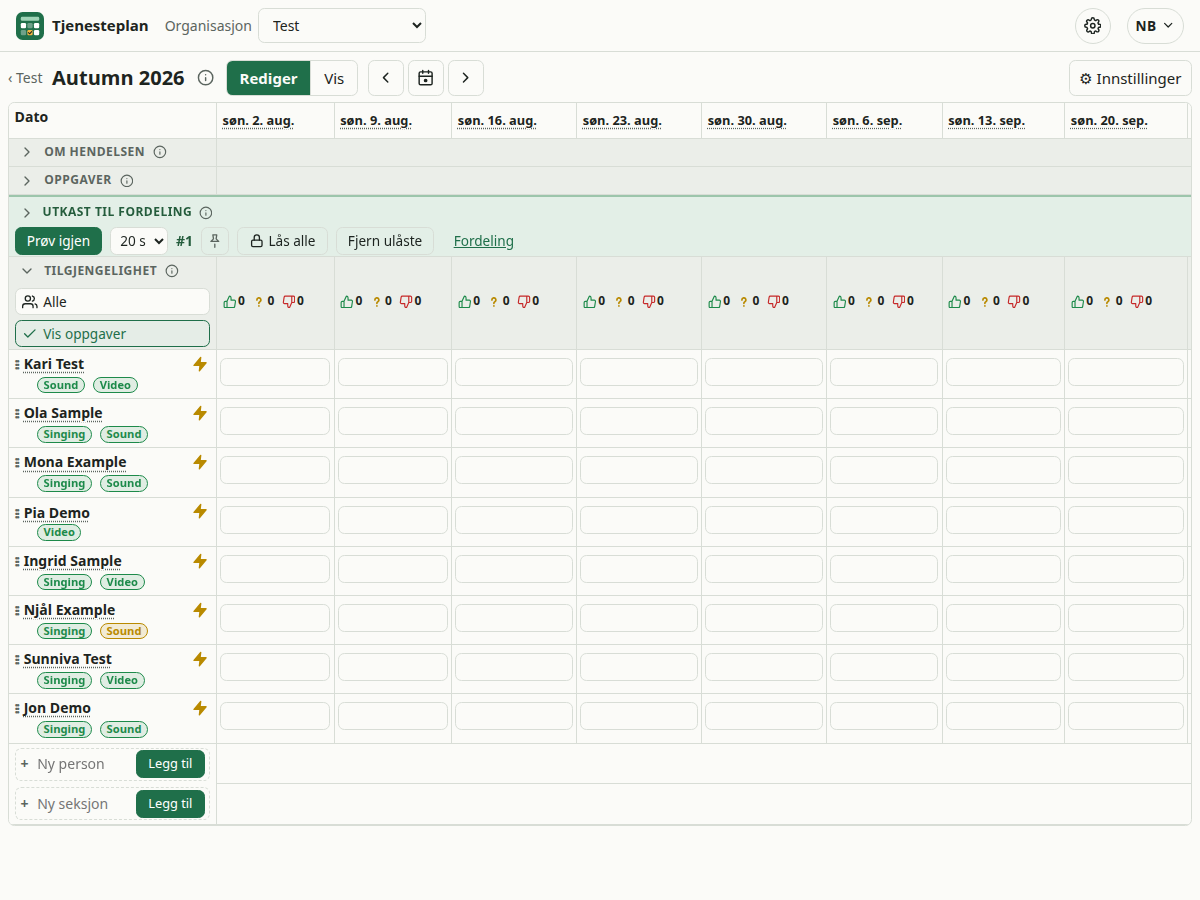 Tjenesteplan Organisasjon Test NB
‹ Test Autumn 2026 Rediger Vis Innstillinger
Dato søn. 2. aug. søn. 9. aug. søn. 16. aug. søn. 23. aug. søn. 30. aug. søn. 6. sep. søn. 13. sep. søn. 20. sep.
OM HENDELSEN
OPPGAVER
UTKAST TIL FORDELING
Prøv igjen 20 s #1 Lås alle Fjern ulåste Fordeling
TILGJENGELIGHET
Alle 0 ? 0 0 0 ? 0 0 0 ? 0 0 0 ? 0 0 0 ? 0 0 0 ? 0 0 0 ? 0 0 0 ? 0 0
Vis oppgaver
Kari Test
Sound Video
Ola Sample
Singing Sound
Mona Example
Singing Sound
Pia Demo
Video
Ingrid Sample
Singing Video
Njål Example
Singing Sound
Sunniva Test
Singing Video
Jon Demo
Singing Sound
+ Ny person Legg til
+ Ny seksjon Legg til